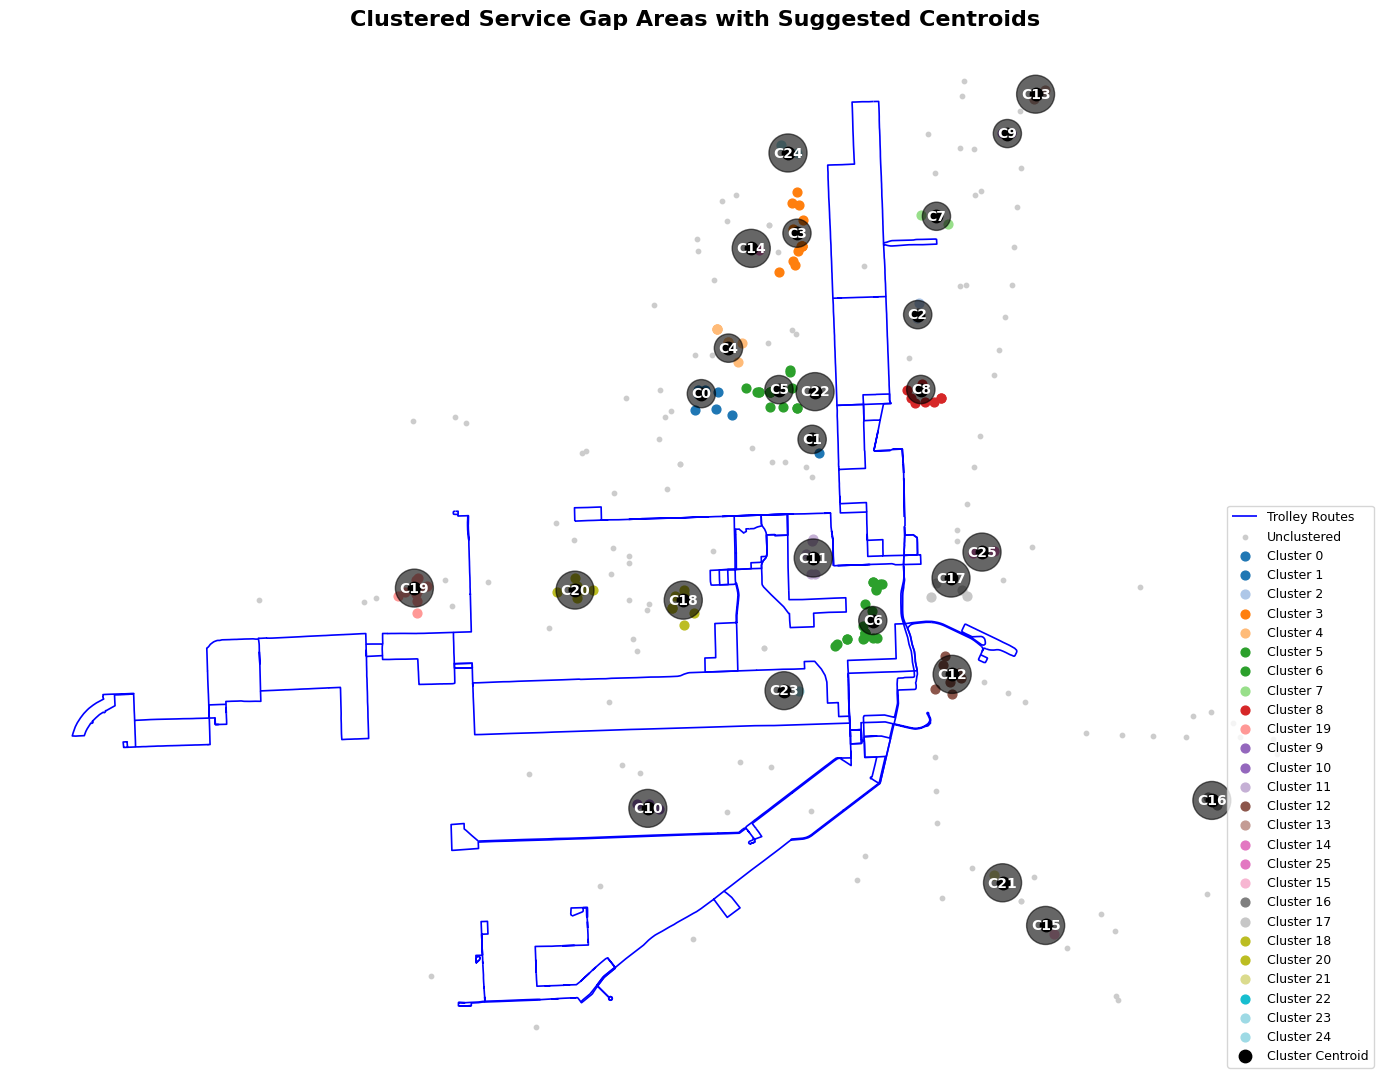 Clustered Service Gap Areas with Suggested Centroids
C13
C9
C24
C7
C3
C14
C2
C4
C0
C5
C22
C8
C1
C25
C11
C17
C19
C20
C18
C6
C12
C23
C16
C10
C21
C15
Trolley Routes
Unclustered
Cluster 0
Cluster 1
Cluster 2
Cluster 3
Cluster 4
Cluster 5
Cluster 6
Cluster 7
Cluster 8
Cluster 19
Cluster 9
Cluster 10
Cluster 11
Cluster 12
Cluster 13
Cluster 14
Cluster 25
Cluster 15
Cluster 16
Cluster 17
Cluster 18
Cluster 20
Cluster 21
Cluster 22
Cluster 23
Cluster 24
Cluster Centroid